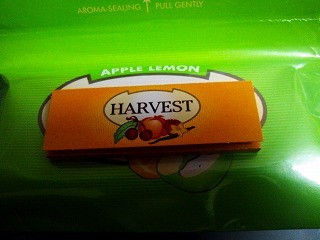 AROMA-SEALING ↑ PULL GENTLY
APPLE LEMON
HARVEST